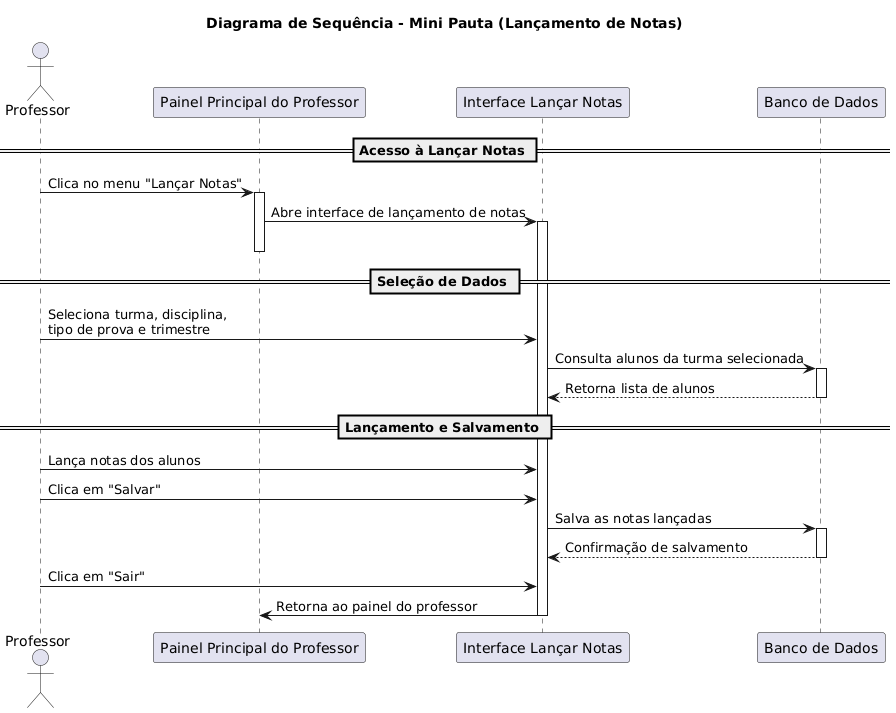 Diagrama de Sequência - Mini Pauta (Lançamento de Notas)
Professor
Painel Principal do Professor
Interface Lançar Notas
Banco de Dados
Acesso à Lançar Notas
Clica no menu "Lançar Notas"
Abre interface de lançamento de notas
Seleção de Dados
Seleciona turma, disciplina,
tipo de prova e trimestre
Consulta alunos da turma selecionada
Retorna lista de alunos
Lançamento e Salvamento
Lança notas dos alunos
Clica em "Salvar"
Salva as notas lançadas
Confirmação de salvamento
Clica em "Sair"
Retorna ao painel do professor
Professor
Painel Principal do Professor
Interface Lançar Notas
Banco de Dados